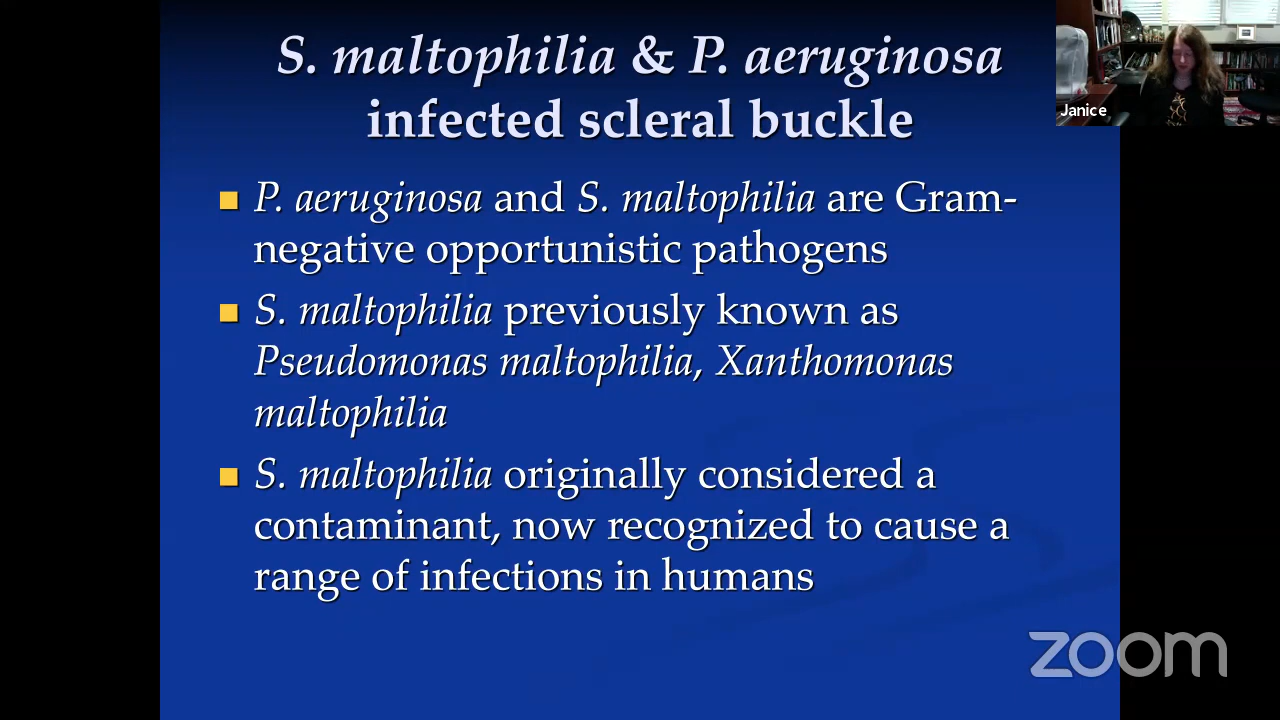 S. maltophilia & P. aeruginosa
infected scleral buckle
Janice
P. aeruginosa and S. maltophilia are Gram-
negative opportunistic pathogens
S. maltophilia previously known as
Pseudomonas maltophilia, Xanthomonas
maltophilia
S. maltophilia originally considered a
contaminant, now recognized to cause a
range of infections in humans
zoom